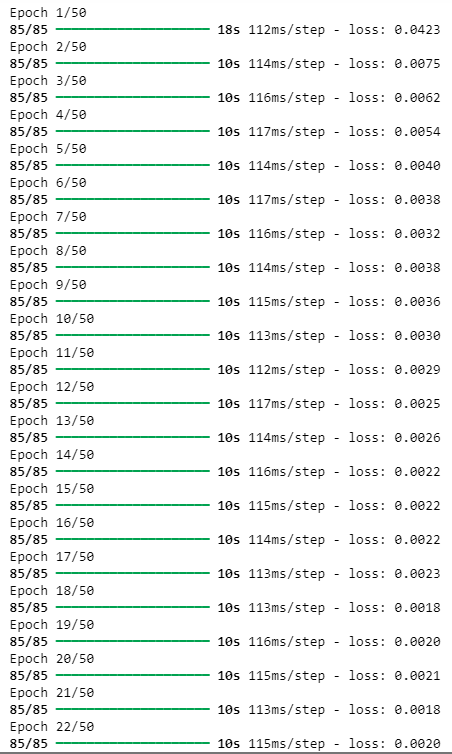 Epoch 1/50
85/85 ━━━━━━━━━━━━━━━━━━━━ 18s 112ms/step - loss: 0.0423
Epoch 2/50
85/85 ━━━━━━━━━━━━━━━━━━━━ 10s 114ms/step - loss: 0.0075
Epoch 3/50
85/85 ━━━━━━━━━━━━━━━━━━━━ 10s 116ms/step - loss: 0.0062
Epoch 4/50
85/85 ━━━━━━━━━━━━━━━━━━━━ 10s 117ms/step - loss: 0.0054
Epoch 5/50
85/85 ━━━━━━━━━━━━━━━━━━━━ 10s 114ms/step - loss: 0.0040
Epoch 6/50
85/85 ━━━━━━━━━━━━━━━━━━━━ 10s 117ms/step - loss: 0.0038
Epoch 7/50
85/85 ━━━━━━━━━━━━━━━━━━━━ 10s 116ms/step - loss: 0.0032
Epoch 8/50
85/85 ━━━━━━━━━━━━━━━━━━━━ 10s 114ms/step - loss: 0.0038
Epoch 9/50
85/85 ━━━━━━━━━━━━━━━━━━━━ 10s 115ms/step - loss: 0.0036
Epoch 10/50
85/85 ━━━━━━━━━━━━━━━━━━━━ 10s 113ms/step - loss: 0.0030
Epoch 11/50
85/85 ━━━━━━━━━━━━━━━━━━━━ 10s 112ms/step - loss: 0.0029
Epoch 12/50
85/85 ━━━━━━━━━━━━━━━━━━━━ 10s 117ms/step - loss: 0.0025
Epoch 13/50
85/85 ━━━━━━━━━━━━━━━━━━━━ 10s 114ms/step - loss: 0.0026
Epoch 14/50
85/85 ━━━━━━━━━━━━━━━━━━━━ 10s 116ms/step - loss: 0.0022
Epoch 15/50
85/85 ━━━━━━━━━━━━━━━━━━━━ 10s 115ms/step - loss: 0.0022
Epoch 16/50
85/85 ━━━━━━━━━━━━━━━━━━━━ 10s 114ms/step - loss: 0.0022
Epoch 17/50
85/85 ━━━━━━━━━━━━━━━━━━━━ 10s 113ms/step - loss: 0.0023
Epoch 18/50
85/85 ━━━━━━━━━━━━━━━━━━━━ 10s 113ms/step - loss: 0.0018
Epoch 19/50
85/85 ━━━━━━━━━━━━━━━━━━━━ 10s 116ms/step - loss: 0.0020
Epoch 20/50
85/85 ━━━━━━━━━━━━━━━━━━━━ 10s 115ms/step - loss: 0.0021
Epoch 21/50
85/85 ━━━━━━━━━━━━━━━━━━━━ 10s 113ms/step - loss: 0.0018
Epoch 22/50
85/85 ━━━━━━━━━━━━━━━━━━━━ 10s 115ms/step - loss: 0.0020